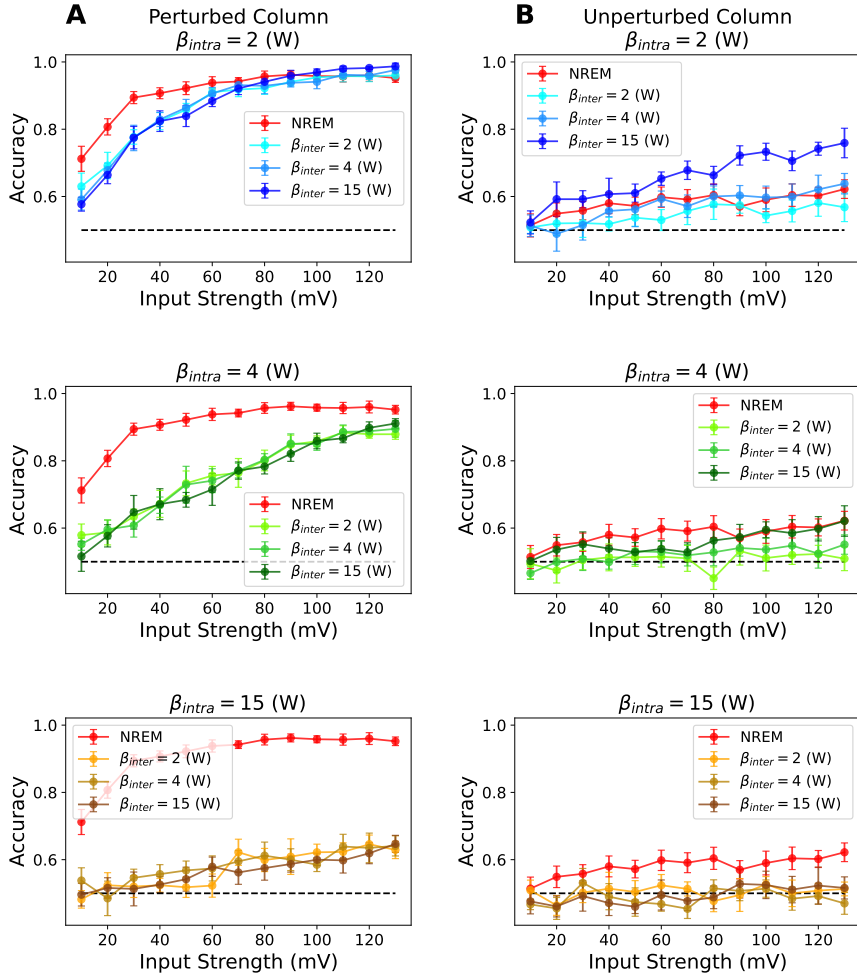 A
Perturbed Column
B
Unperturbed Column
β_intra = 2 (W)
Accuracy
1.0
0.8
0.6
NREM
β_inter = 2 (W)
β_inter = 4 (W)
β_inter = 15 (W)
20 40 60 80 100 120
Input Strength (mV)
β_intra = 2 (W)
Accuracy
1.0
0.8
0.6
NREM
β_inter = 2 (W)
β_inter = 4 (W)
β_inter = 15 (W)
20 40 60 80 100 120
Input Strength (mV)
β_intra = 4 (W)
Accuracy
1.0
0.8
0.6
NREM
β_inter = 2 (W)
β_inter = 4 (W)
β_inter = 15 (W)
20 40 60 80 100 120
Input Strength (mV)
β_intra = 4 (W)
Accuracy
1.0
0.8
0.6
NREM
β_inter = 2 (W)
β_inter = 4 (W)
β_inter = 15 (W)
20 40 60 80 100 120
Input Strength (mV)
β_intra = 15 (W)
Accuracy
1.0
0.8
0.6
NREM
β_inter = 2 (W)
β_inter = 4 (W)
β_inter = 15 (W)
20 40 60 80 100 120
Input Strength (mV)
β_intra = 15 (W)
Accuracy
1.0
0.8
0.6
NREM
β_inter = 2 (W)
β_inter = 4 (W)
β_inter = 15 (W)
20 40 60 80 100 120
Input Strength (mV)